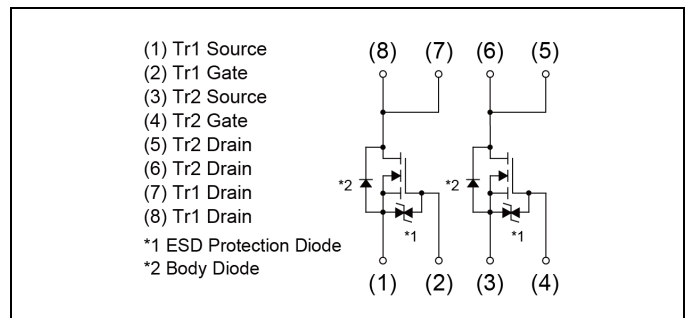 (1) Tr1 Source
(2) Tr1 Gate
(3) Tr2 Source
(4) Tr2 Gate
(5) Tr2 Drain
(6) Tr2 Drain
(7) Tr1 Drain
(8) Tr1 Drain
*1 ESD Protection Diode
*2 Body Diode
(8) (7) (6) (5)
*2 *2
*1 *1
(1) (2) (3) (4)